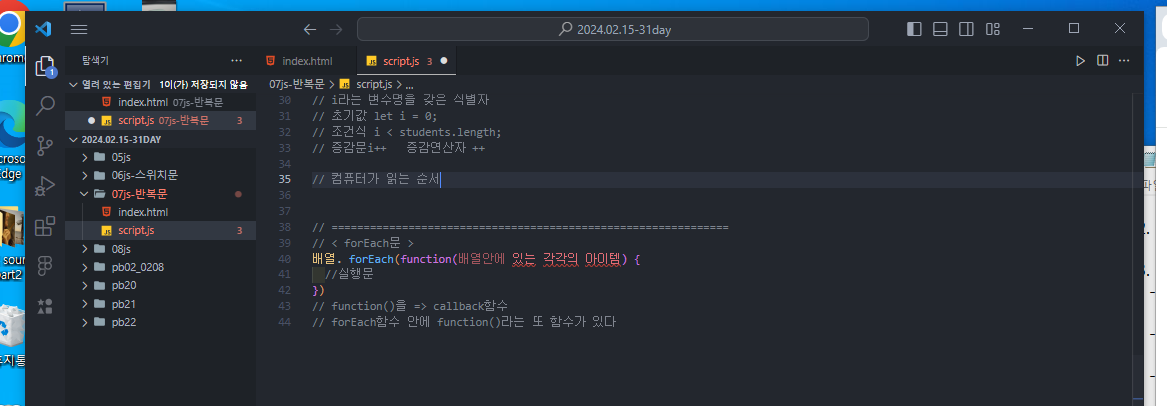 2024.02.15-31day
탐색기
index.html
script.js 3
열려 있는 편집기 1이(가) 저장되지 않음
index.html 07js-반복문
script.js 07js-반복문 3
2024.02.15-31DAY
05js
06js-스위치문
07js-반복문
index.html
script.js 3
08js
pb02_0208
pb20
pb21
pb22
07js-반복문 > script.js > ...
30 // i라는 변수명을 갖은 식별자
31 // 초기값 let i = 0;
32 // 조건식 i < students.length;
33 // 증감문i++ 증감연산자 ++
34
35 // 컴퓨터가 읽는 순서
36
37
38 // ===========================================================
39 // < forEach문 >
40 배열. forEach(function(배열안에 있는 각각의 아이템) {
41 //실행문
42 })
43 // function()을 => callback함수
44 // forEach함수 안에 function()라는 또 함수가 있다